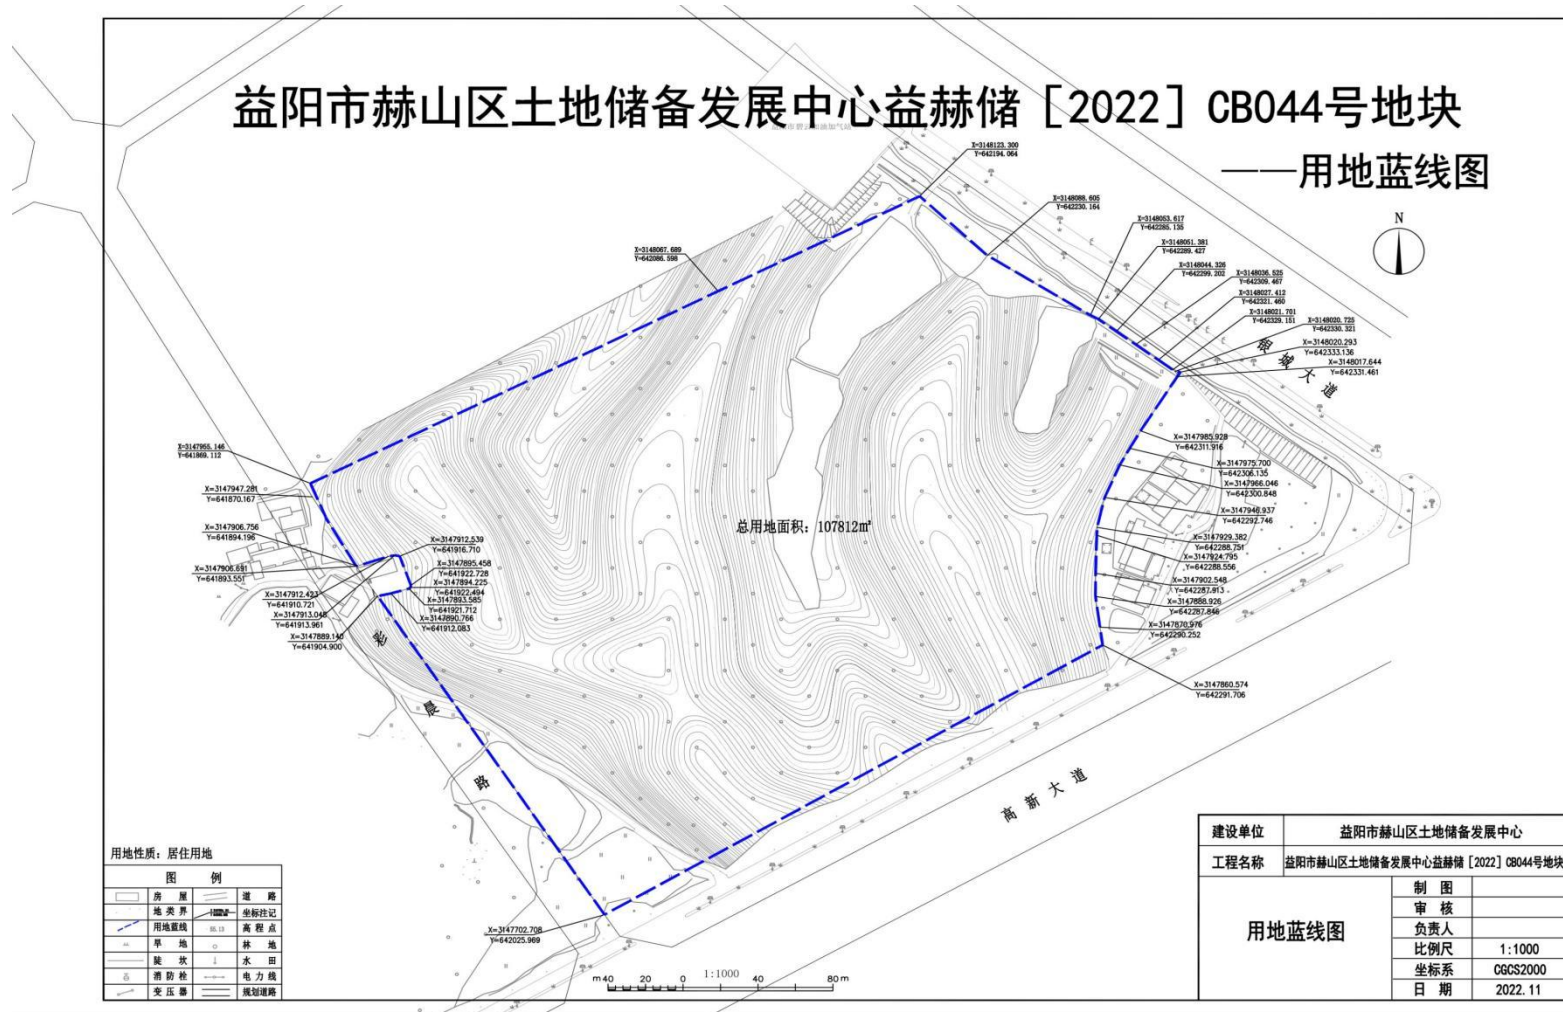 益阳市赫山区土地储备发展中心益赫储［2022］CB044号地块
——用地蓝线图
N
X=3148123.300
Y=642194.064
X=3148088.605
Y=642230.164
X=3148053.617
Y=642285.135
X=3148051.381
Y=642289.427
X=3148044.326
Y=642299.202
X=3148036.525
Y=642309.467
X=3148027.412
Y=642321.460
X=3148021.701
Y=642329.151
X=3148020.725
Y=642330.321
X=3148020.293
Y=642333.136
X=3148017.644
Y=642331.461
银城大道
X=3148067.689
Y=642086.598
X=3147955.146
Y=641869.112
X=3147947.281
Y=641870.167
X=3147906.756
Y=641894.196
X=3147906.691
Y=641893.551
X=3147912.423
Y=641910.721
X=3147913.048
Y=641913.961
X=3147889.140
Y=641904.900
X=3147912.539
Y=641916.710
X=3147895.458
Y=641922.728
X=3147894.225
Y=641922.494
X=3147893.585
Y=641921.712
X=3147890.766
Y=641912.083
总用地面积：107812㎡
X=3147985.928
Y=642311.916
X=3147975.700
Y=642306.135
X=3147966.046
Y=642300.848
X=3147946.937
Y=642292.746
X=3147929.382
Y=642288.751
X=3147924.795
Y=642288.556
X=3147902.548
Y=642287.913
X=3147888.926
Y=642287.846
X=3147870.976
Y=642290.252
X=3147860.574
Y=642291.706
彩晨路
高新大道
X=3147702.708
Y=642025.969
用地性质：居住用地
图 例
房 屋 道 路
地类界 坐标注记
用地蓝线 高程点
旱 地 林 地
陡 坎 水 田
消防栓 电力线
变压器 规划道路
m 40 20 0 1:1000 40 80 m
建设单位 益阳市赫山区土地储备发展中心
工程名称 益阳市赫山区土地储备发展中心益赫储［2022］CB044号地块
用地蓝线图
制 图
审 核
负责人
比例尺 1:1000
坐标系 CGCS2000
日 期 2022.11